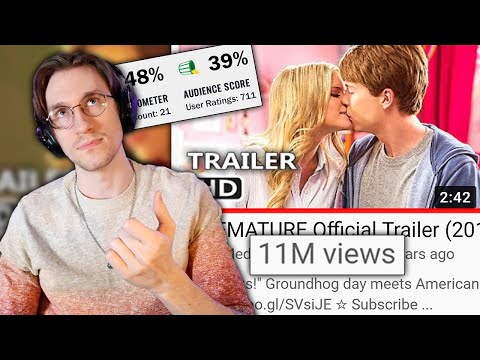 48%
39%
OMETER
AUDIENCE SCORE
ount: 21
User Ratings: 711
TRAILER
HD
2:42
EMATURE Official Trailer (201
11M views
ars ago
s!" Groundhog day meets American
o.gl/SVsiJE ☆ Subscribe ...